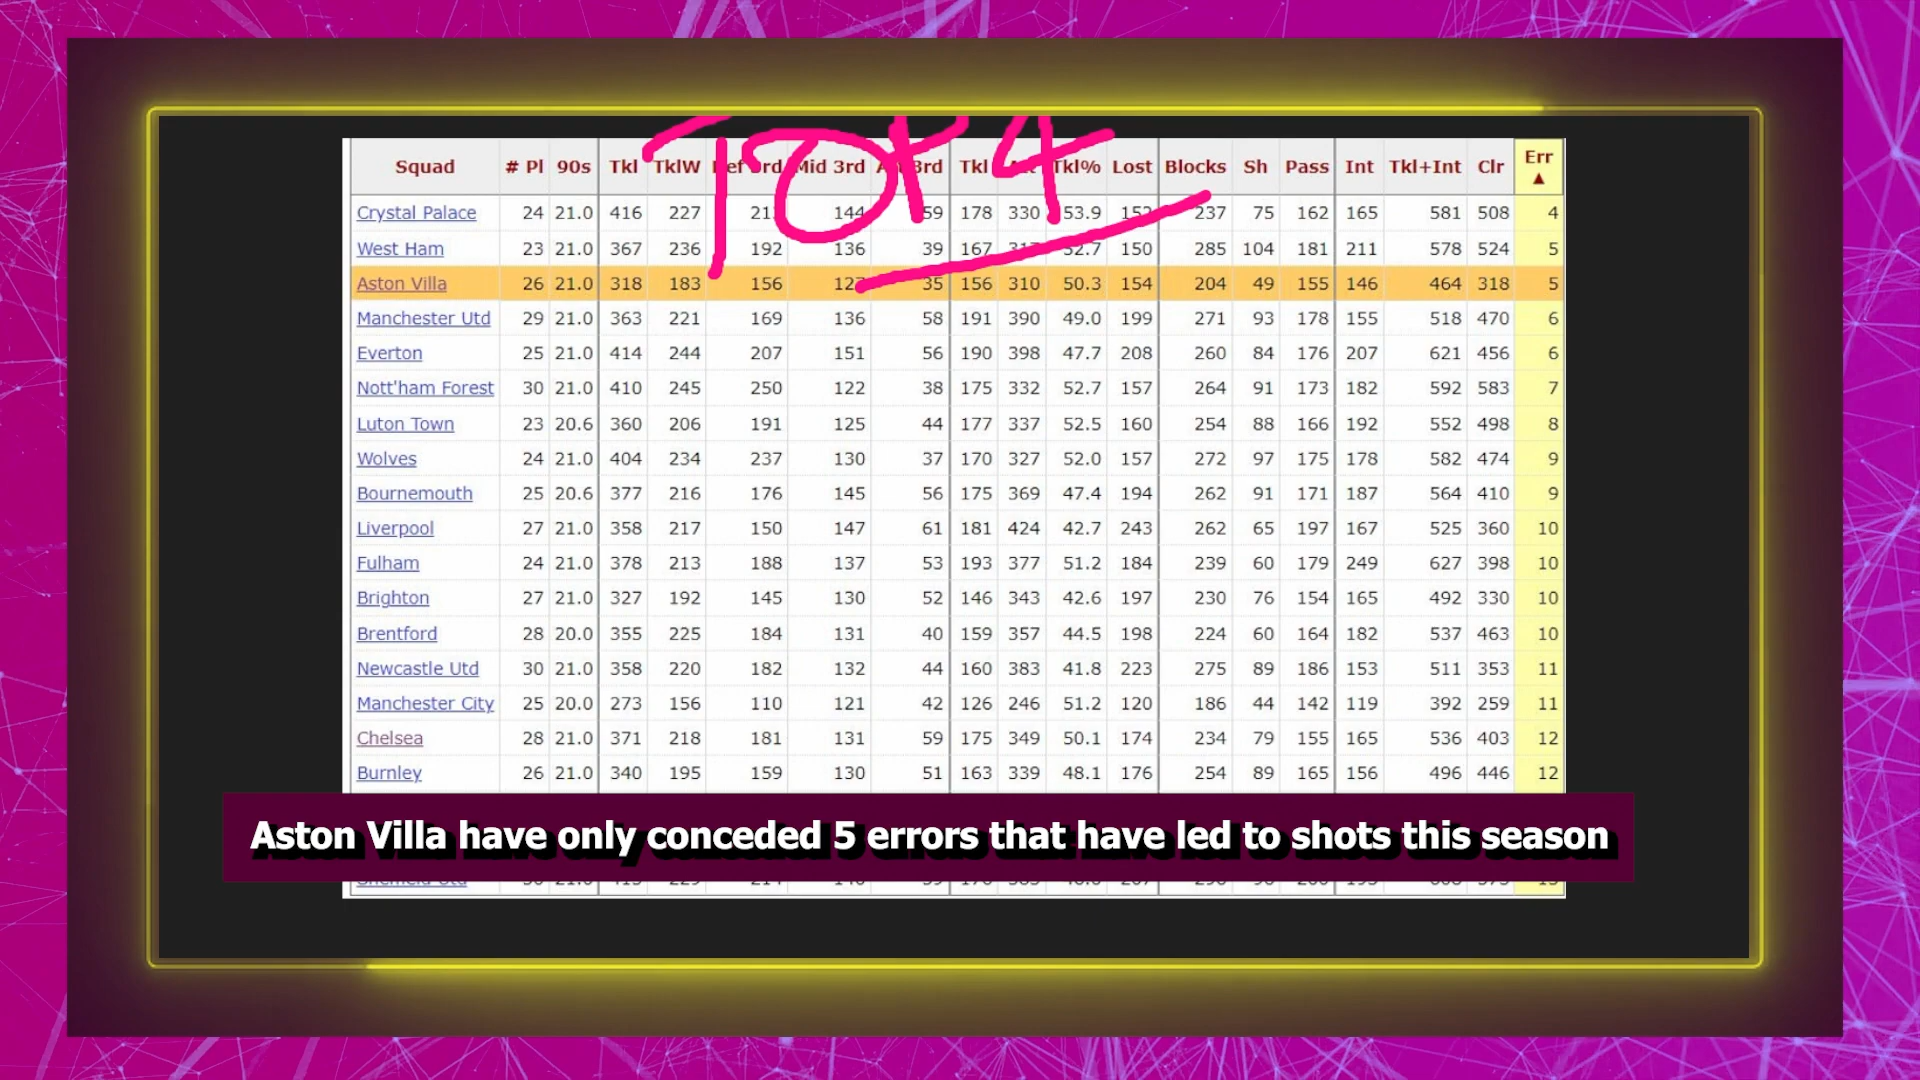 TOP 4
Squad # Pl 90s Tkl TklW Mid 3rd Tkl Tkl% Lost Blocks Sh Pass Int Tkl+Int Clr Err ▲
Crystal Palace 24 21.0 416 227 144 59 178 330 53.9 152 237 75 162 165 581 508 4
West Ham 23 21.0 367 236 192 136 39 167 52.7 150 285 104 181 211 578 524 5
Aston Villa 26 21.0 318 183 156 127 35 156 310 50.3 154 204 49 155 146 464 318 5
Manchester Utd 29 21.0 363 221 169 136 58 191 390 49.0 199 271 93 178 155 518 470 6
Everton 25 21.0 414 244 207 151 56 190 398 47.7 208 260 84 176 207 621 456 6
Nott'ham Forest 30 21.0 410 245 250 122 38 175 332 52.7 157 264 91 173 182 592 583 7
Luton Town 23 20.6 360 206 191 125 44 177 337 52.5 160 254 88 166 192 552 498 8
Wolves 24 21.0 404 234 237 130 37 170 327 52.0 157 272 97 175 178 582 474 9
Bournemouth 25 20.6 377 216 176 145 56 175 369 47.4 194 262 91 171 187 564 410 9
Liverpool 27 21.0 358 217 150 147 61 181 424 42.7 243 262 65 197 167 525 360 10
Fulham 24 21.0 378 213 188 137 53 193 377 51.2 184 239 60 179 249 627 398 10
Brighton 27 21.0 327 192 145 130 52 146 343 42.6 197 230 76 154 165 492 330 10
Brentford 28 20.0 355 225 184 131 40 159 357 44.5 198 224 60 164 182 537 463 10
Newcastle Utd 30 21.0 358 220 182 132 44 160 383 41.8 223 275 89 186 153 511 353 11
Manchester City 25 20.0 273 156 110 121 42 126 246 51.2 120 186 44 142 119 392 259 11
Chelsea 28 21.0 371 218 181 131 59 175 349 50.1 174 234 79 155 165 536 403 12
Burnley 26 21.0 340 195 159 130 51 163 339 48.1 176 254 89 165 156 496 446 12
Aston Villa have only conceded 5 errors that have led to shots this season